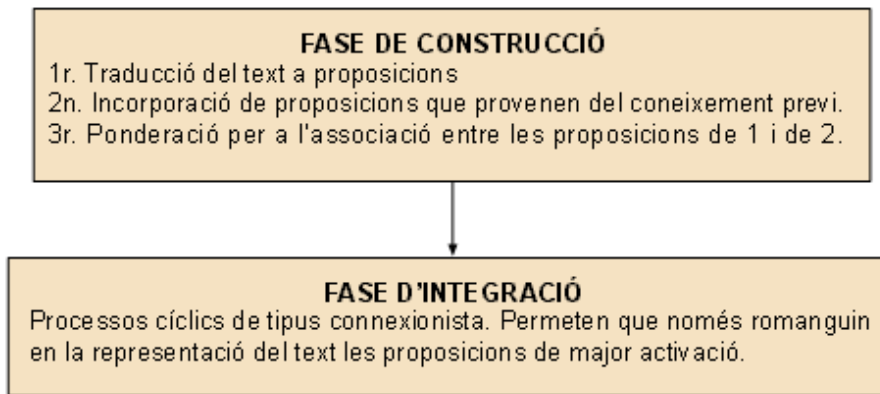 FASE DE CONSTRUCCIÓ
1r. Traducció del text a proposicions
2n. Incorporació de proposicions que provenen del coneixement previ.
3r. Ponderació per a l'associació entre les proposicions de 1 i de 2.
FASE D'INTEGRACIÓ
Processos cíclics de tipus connexionista. Permeten que només romanguin
en la representació del text les proposicions de major activació.